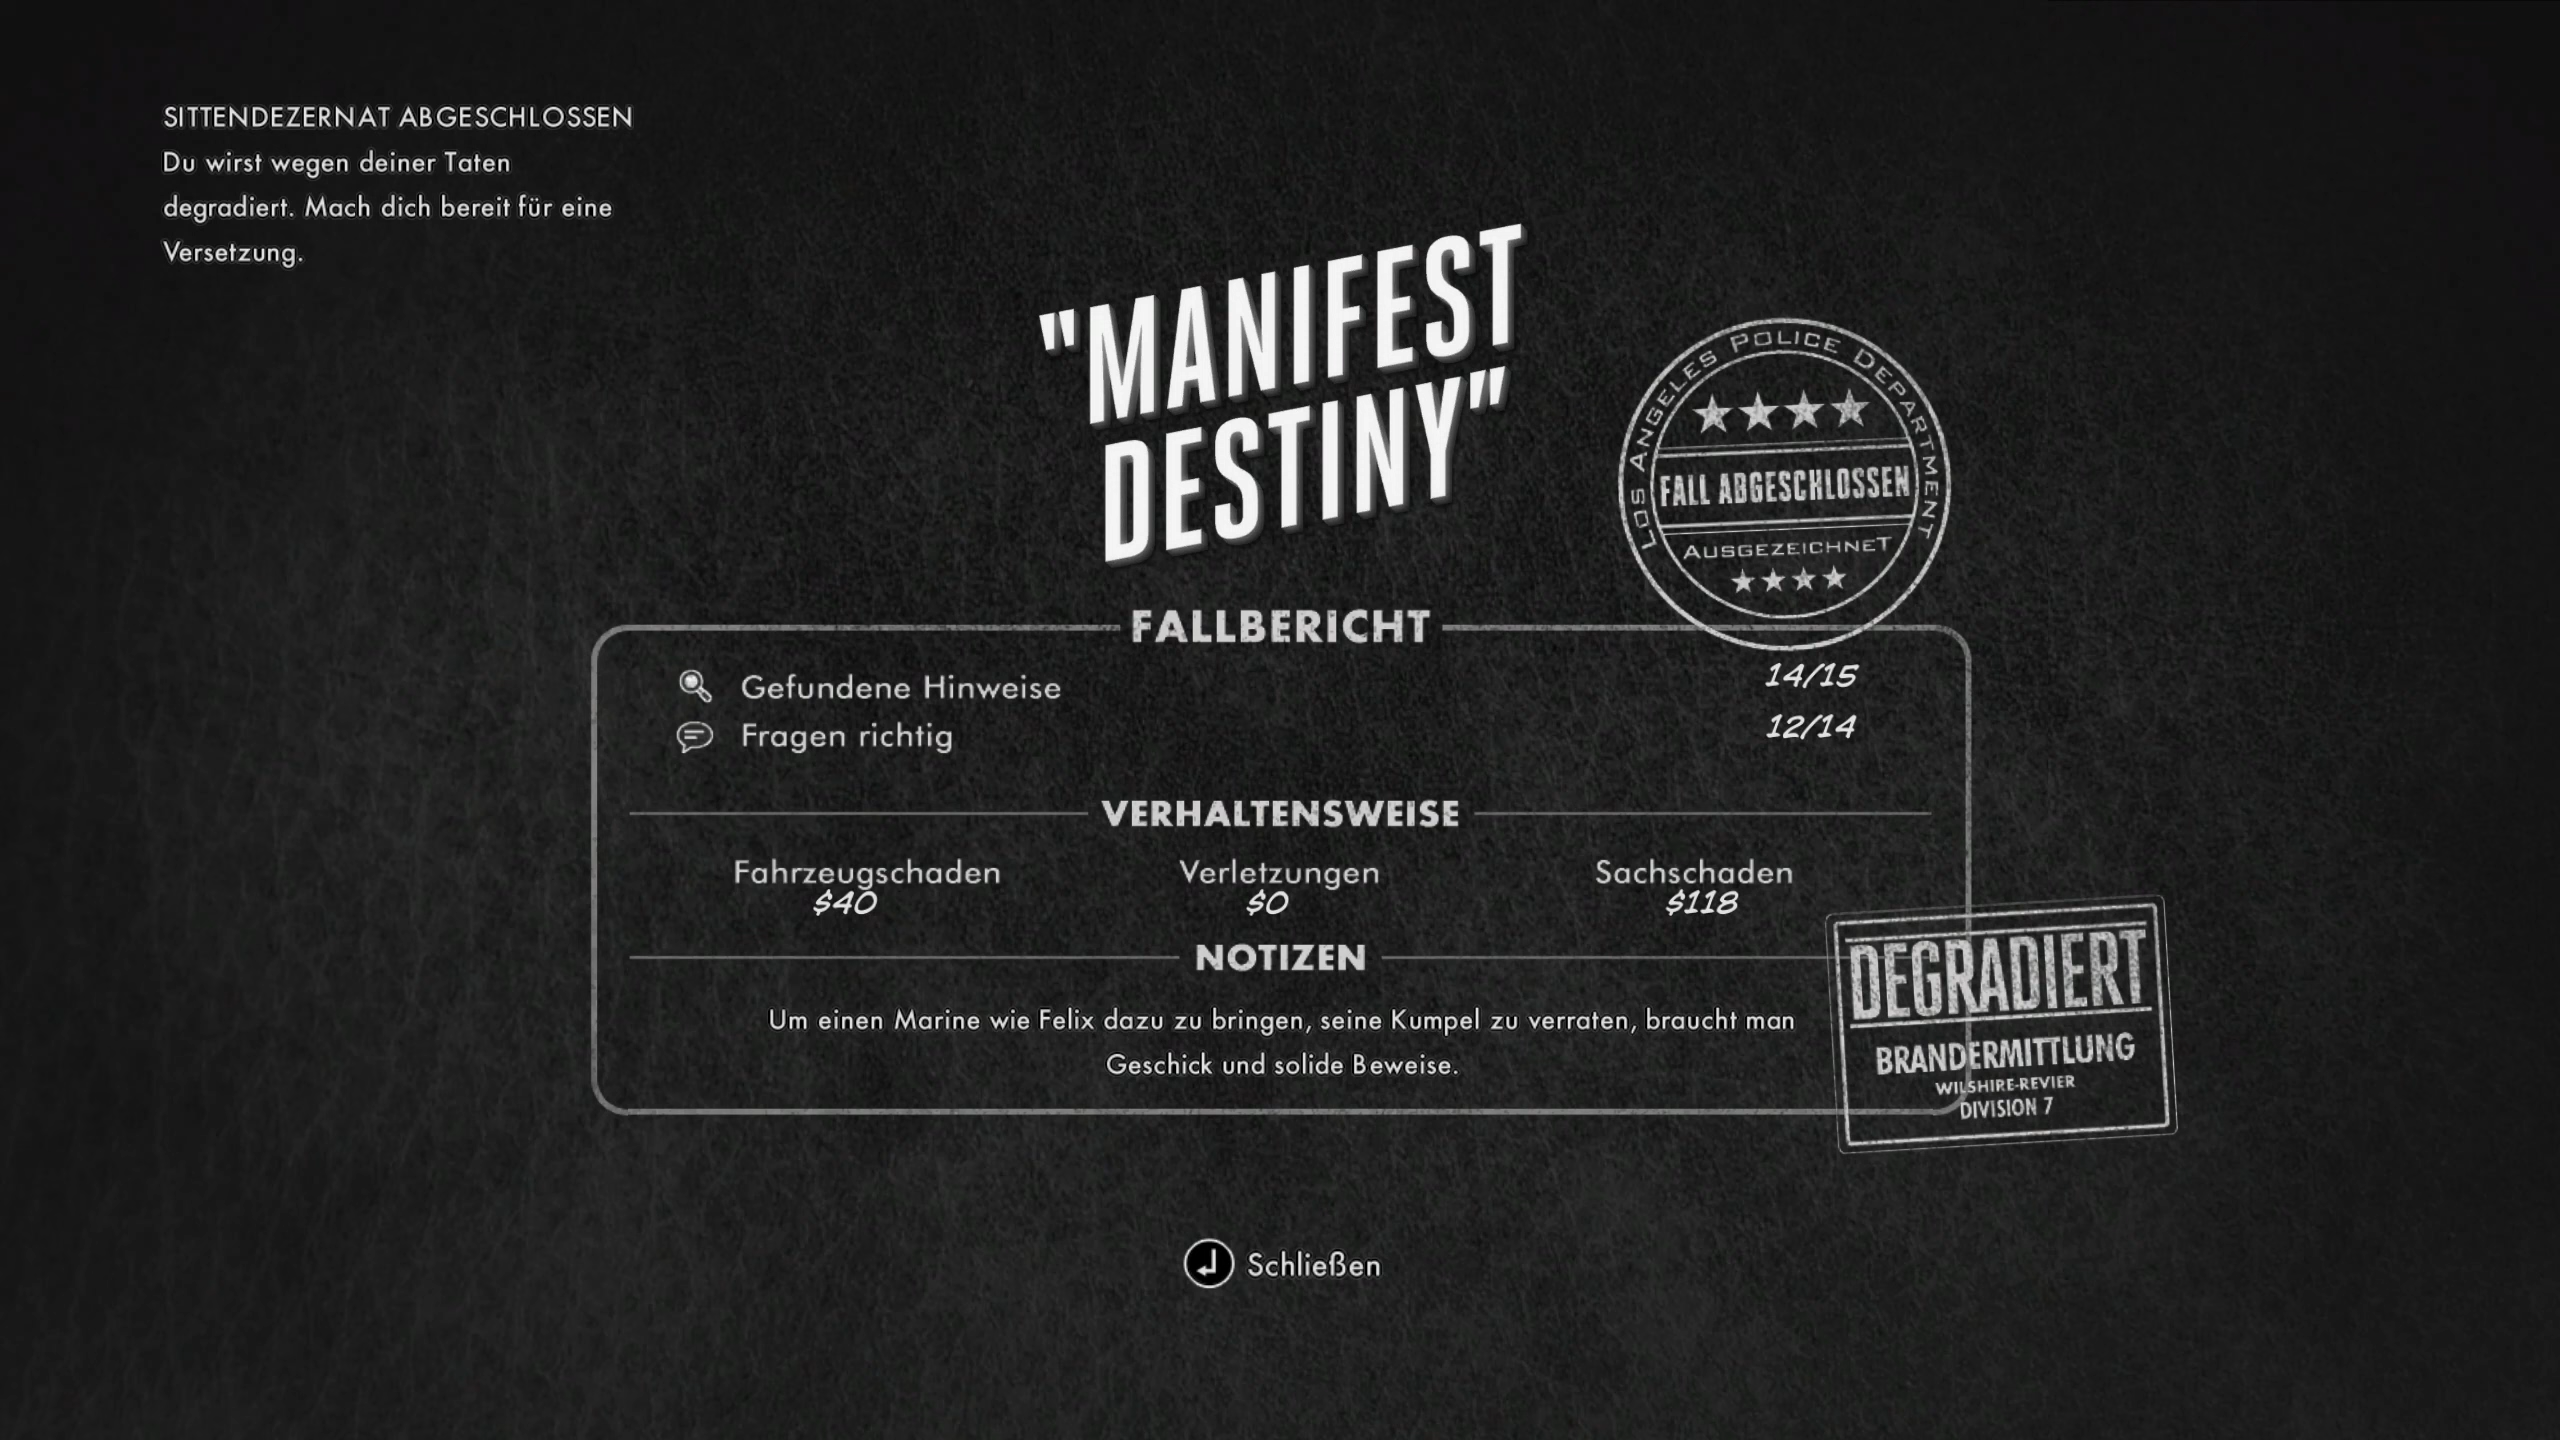 SITTENDEZERNAT ABGESCHLOSSEN
Du wirst wegen deiner Taten
degradiert. Mach dich bereit für eine
Versetzung.
"MANIFEST
DESTINY"
LOS ANGELES POLICE DEPARTMENT
FALL ABGESCHLOSSEN
AUSGEZEICHNET
FALLBERICHT
Gefundene Hinweise 14/15
Fragen richtig 12/14
VERHALTENSWEISE
Fahrzeugschaden Verletzungen Sachschaden
$40 $0 $118
NOTIZEN
Um einen Marine wie Felix dazu zu bringen, seine Kumpel zu verraten, braucht man
Geschick und solide Beweise.
DEGRADIERT
BRANDERMITTLUNG
WILSHIRE-REVIER
DIVISION 7
Schließen